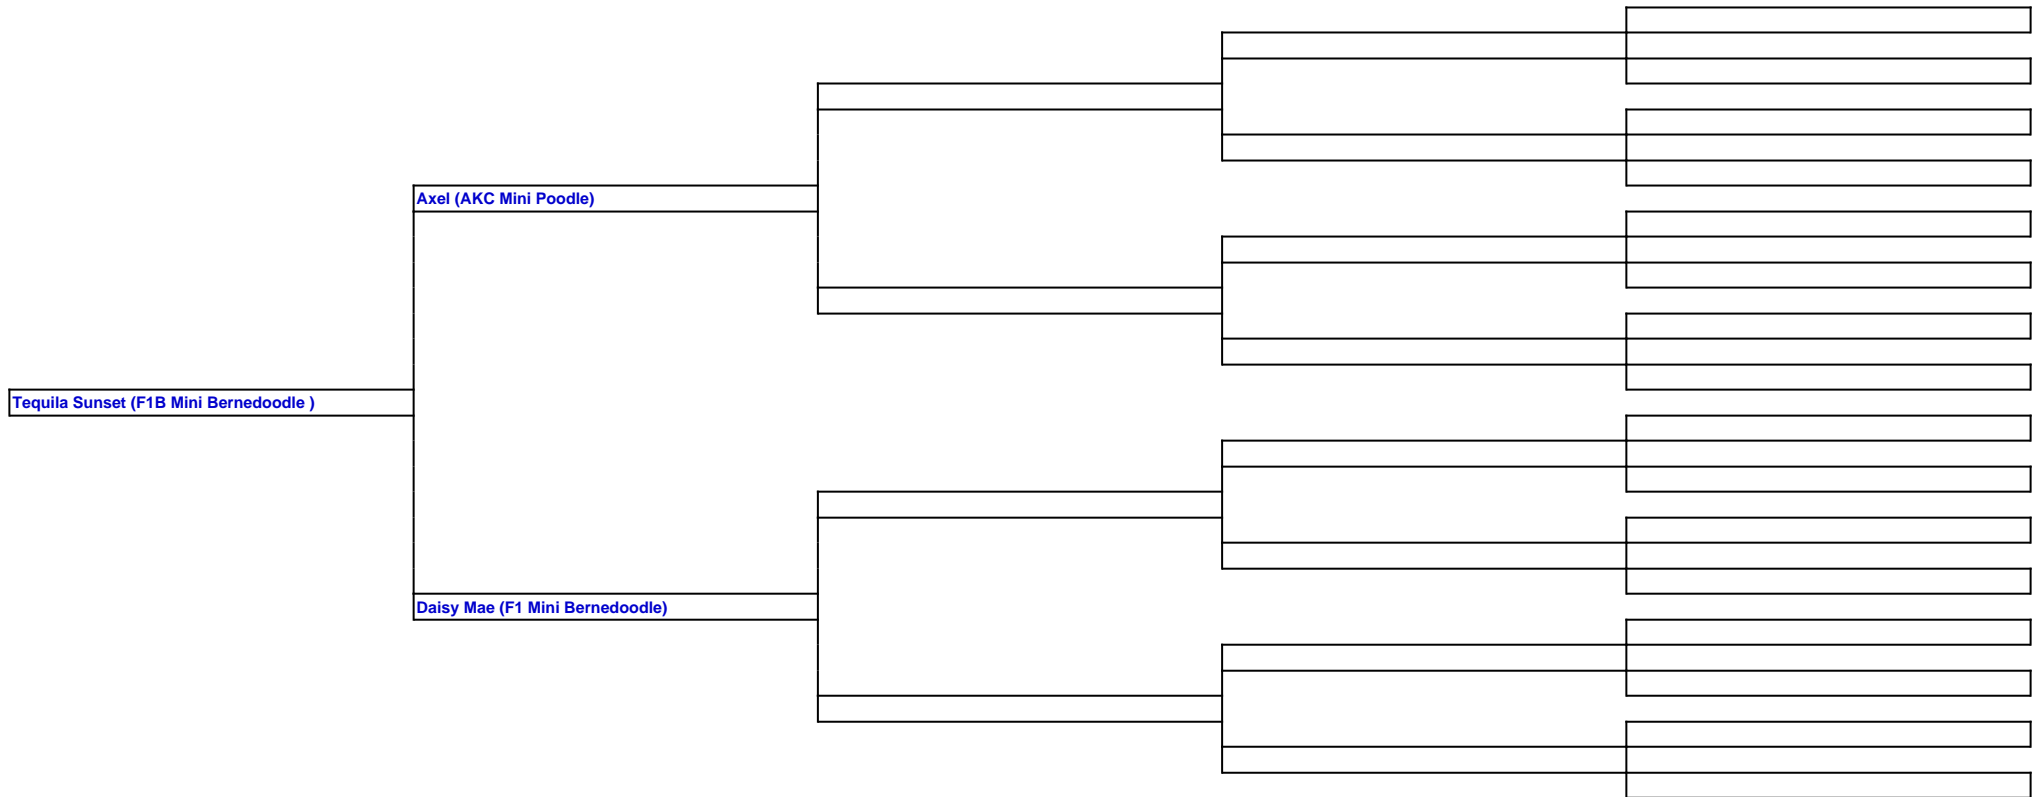 Axel (AKC Mini Poodle)
Tequila Sunset (F1B Mini Bernedoodle )
Daisy Mae (F1 Mini Bernedoodle)